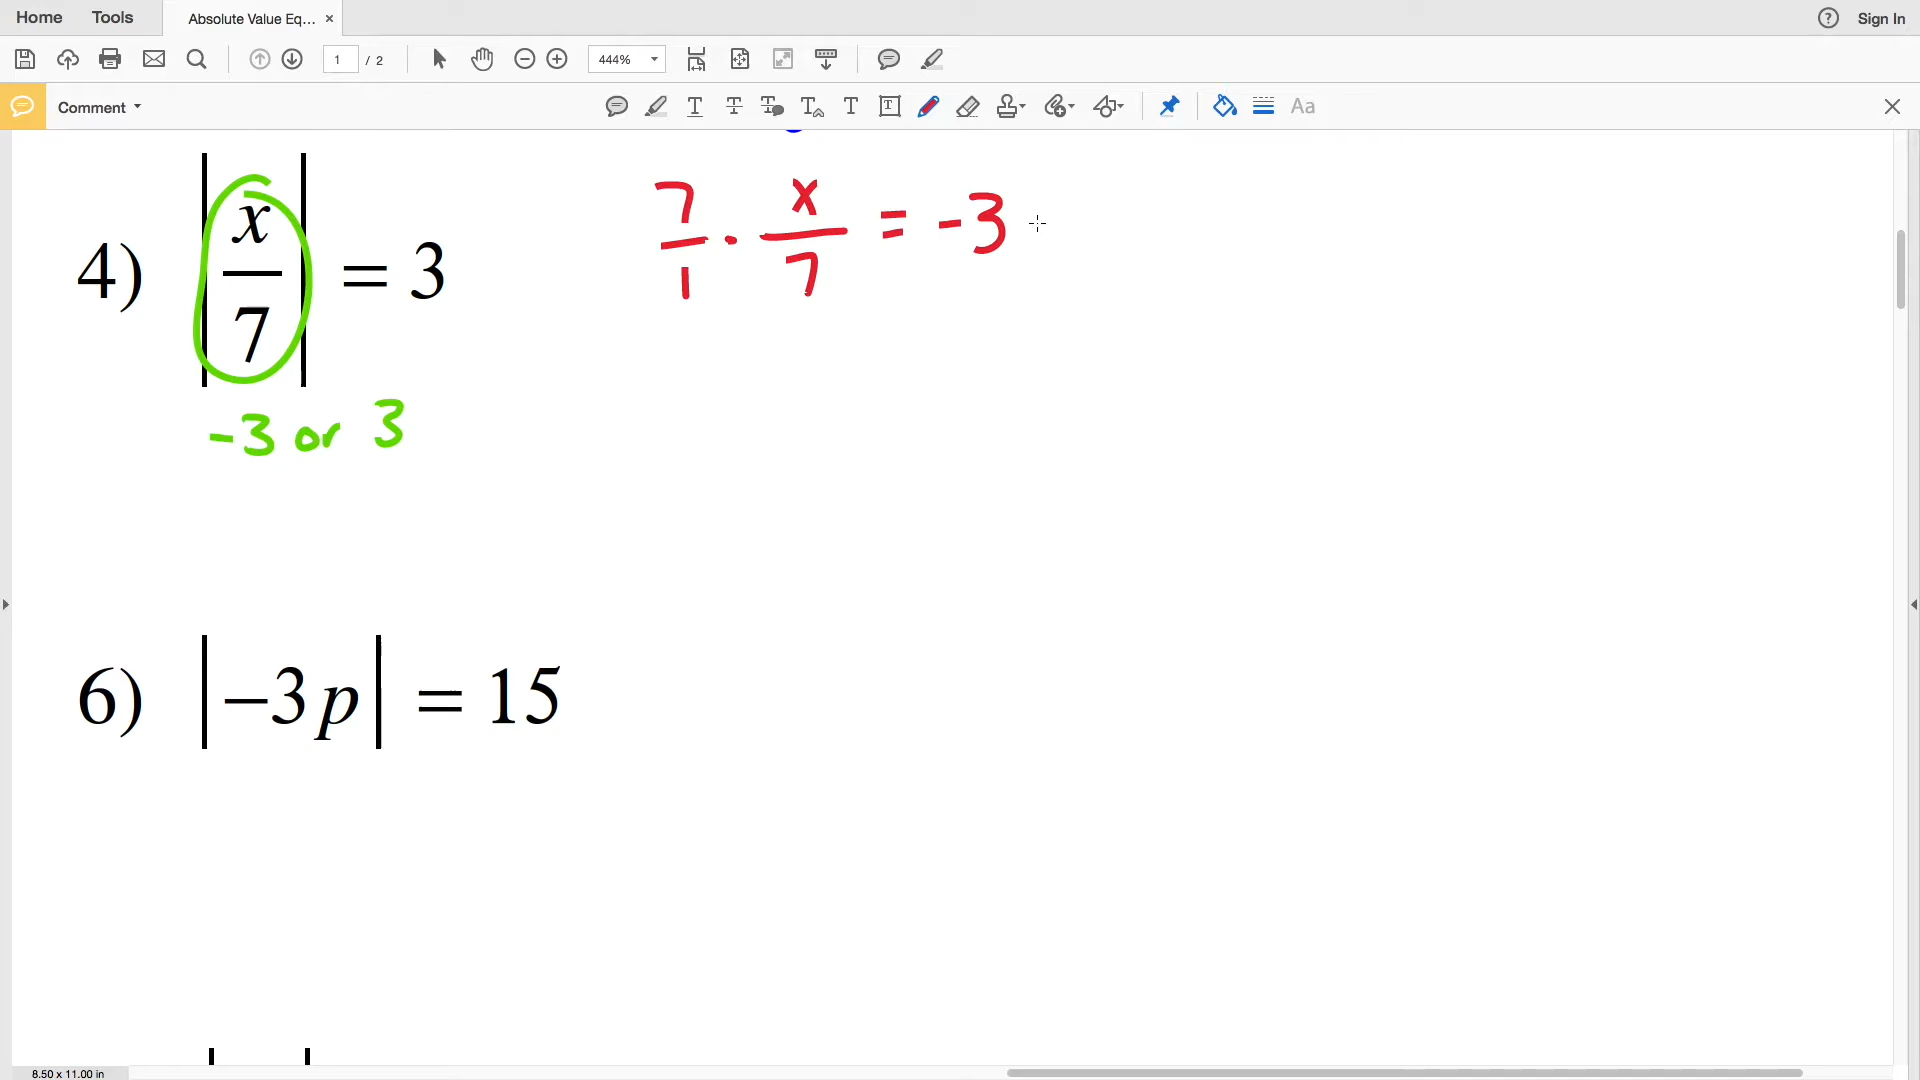 Home Tools Absolute Value Eq... × ? Sign In
1 / 2 444%
Comment T T T T T T Aa ×
4) |x/7| = 3
7/1 · x/7 = -3
-3 or 3
6) |−3p| = 15
8.50 x 11.00 in